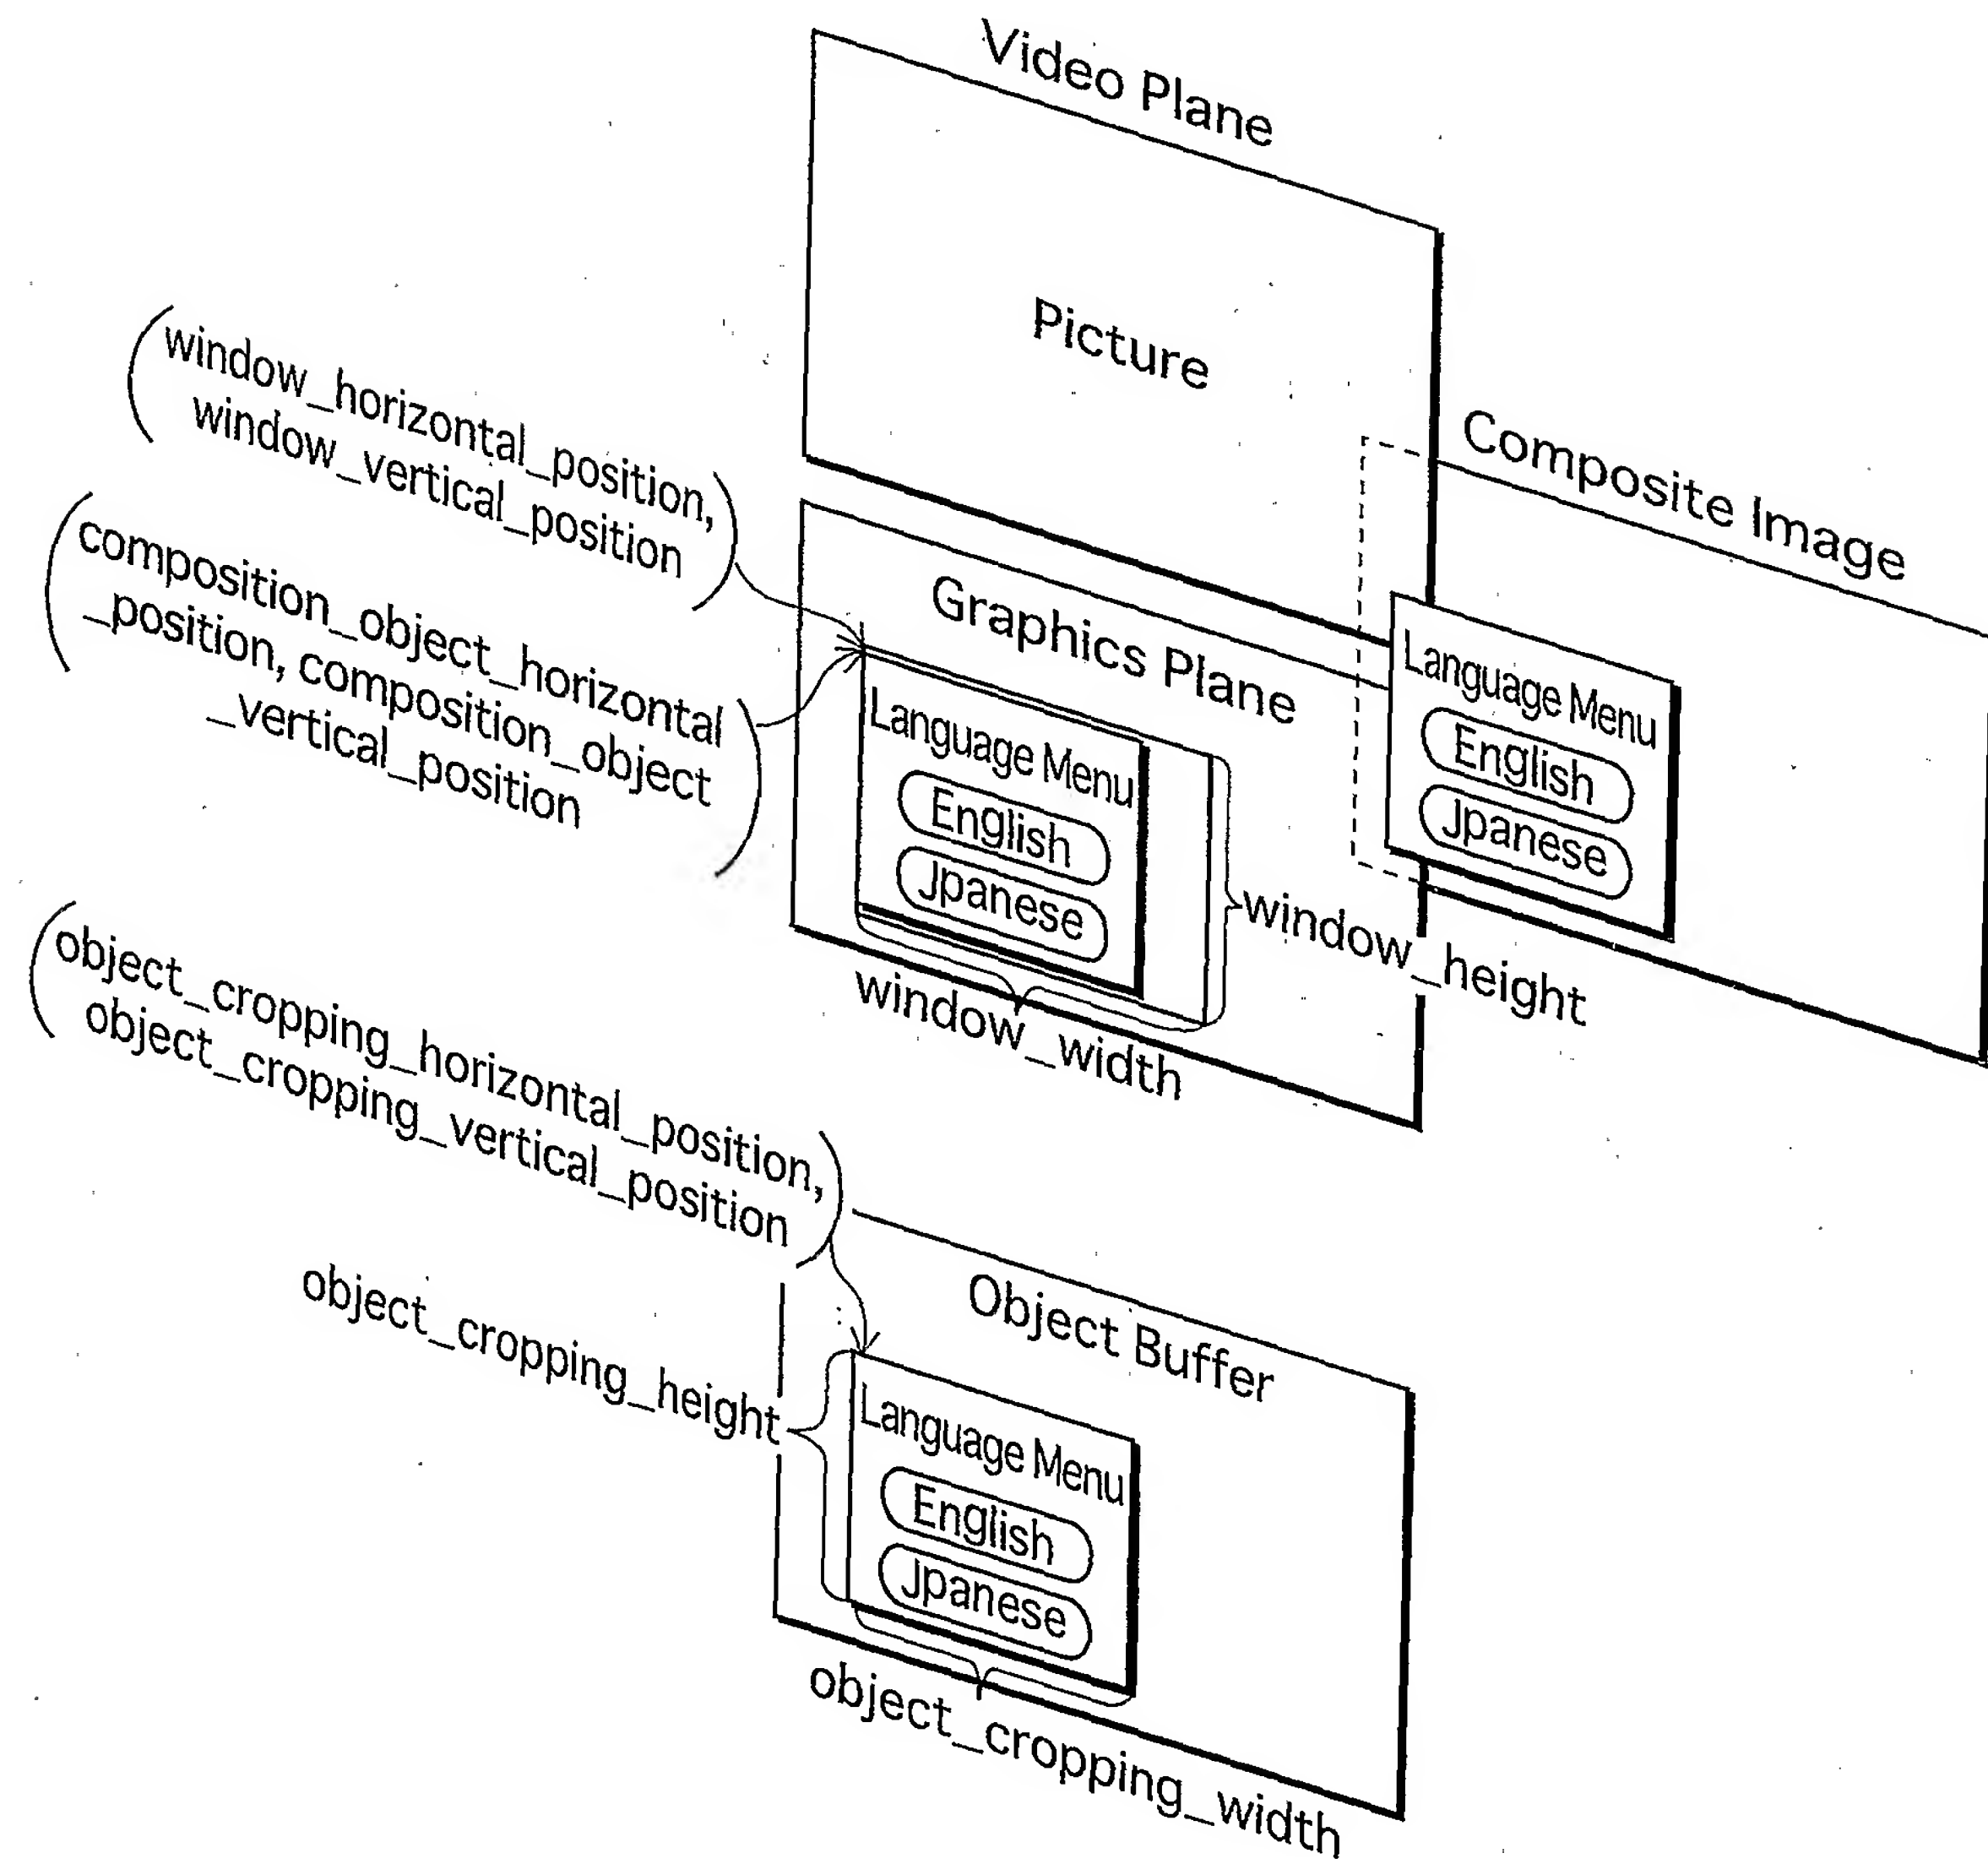 Video Plane
Picture
Composite Image
window_horizontal_position,
window_vertical_position
composition_object_horizontal
_position, composition_object
_vertical_position
Graphics Plane
Language Menu
English
Jpanese
Language Menu
English
Jpanese
window_height
window_width
object_cropping_horizontal_position,
object_cropping_vertical_position
object_cropping_height
Object Buffer
Language Menu
English
Jpanese
object_cropping_width